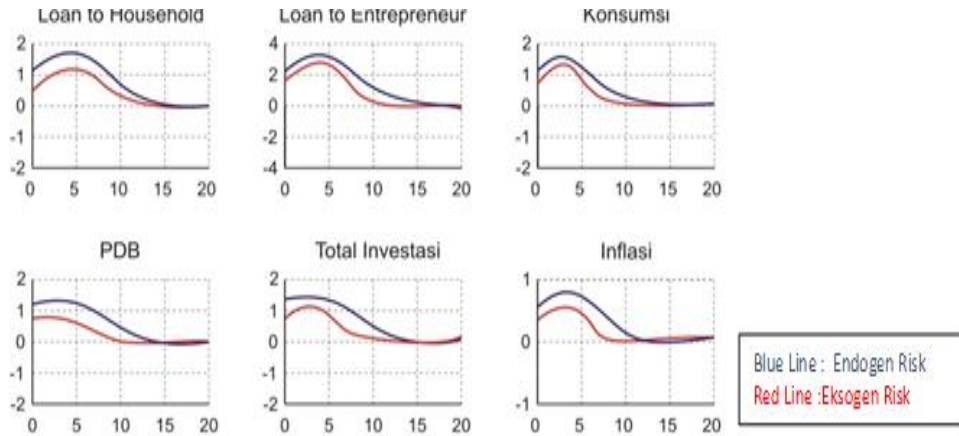 Loan to Household
Loan to Entrepreneur
Konsumsi
2
1
0
-1
-2
0 5 10 15 20
4
2
0
-2
-4
0 5 10 15 20
2
1
0
-1
-2
0 5 10 15 20
PDB
Total Investasi
Inflasi
2
1
0
-1
-2
0 5 10 15 20
2
1
0
-1
-2
0 5 10 15 20
1
0
-1
0 5 10 15 20
Blue Line : Endogen Risk
Red Line :Eksogen Risk